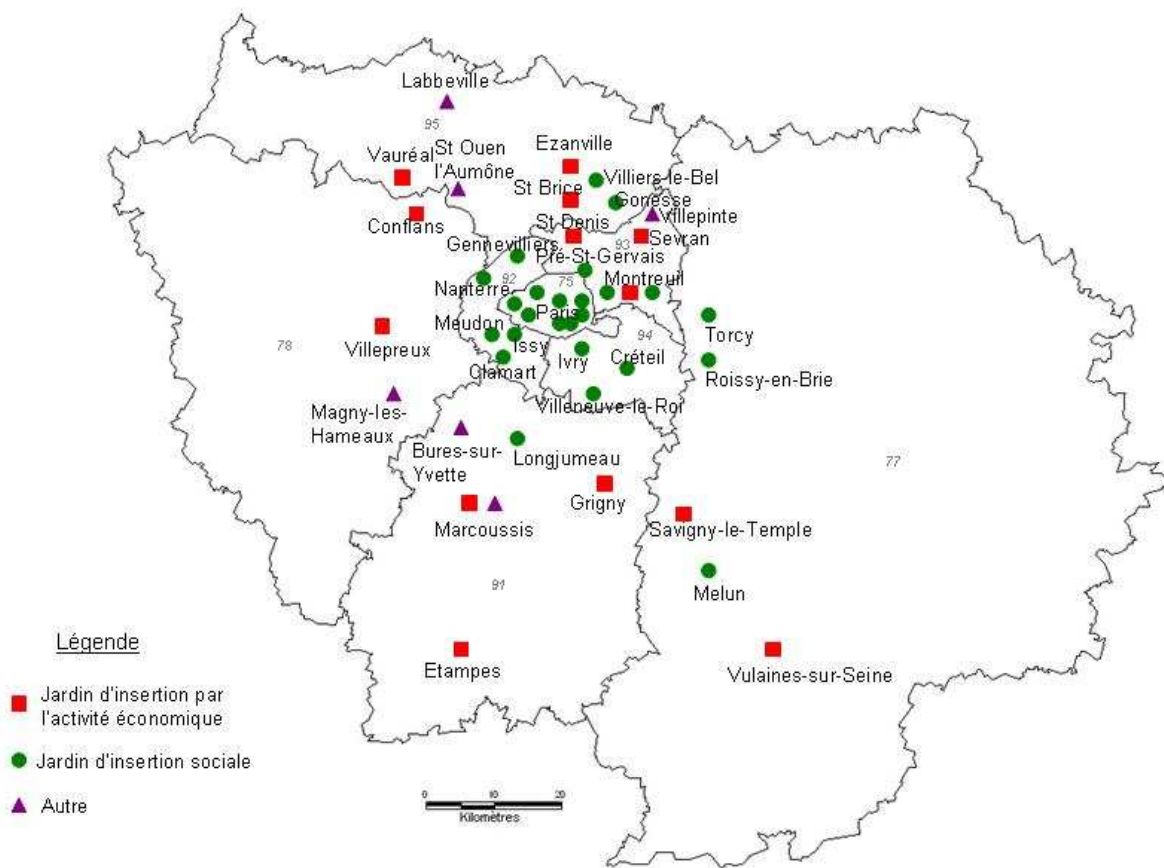 Labbeville
95
St Ouen
l'Aumône
Ezanville
Vauréal
Villiers-le-Bel
St Brice
Gonesse
Conflans
St Denis
Villepinte
93
Sevran
Gennevilliers
Pré-St-Gervais
92
75
Montreuil
Nanterre
Paris
Meudon
94
Torcy
78
Villepreux
Issy
Ivry
Créteil
Clamart
Roissy-en-Brie
Magny-les-
Hameaux
Villeneuve-le-Roi
Bures-sur-
Yvette
Longjumeau
77
Grigny
Marcoussis
Savigny-le-Temple
91
Melun
Légende
Etampes
Vulaines-sur-Seine
Jardin d'insertion par
l'activité économique
Jardin d'insertion sociale
Autre
0 10 20
Kilomètres